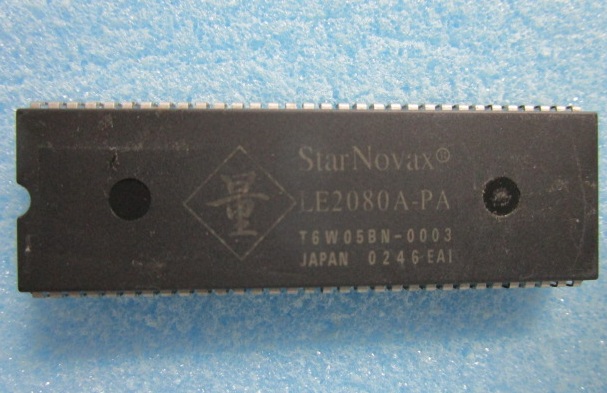 量
StarNovax®
LE2080A-PA
T6W05BN-0003
JAPAN 0246EAI